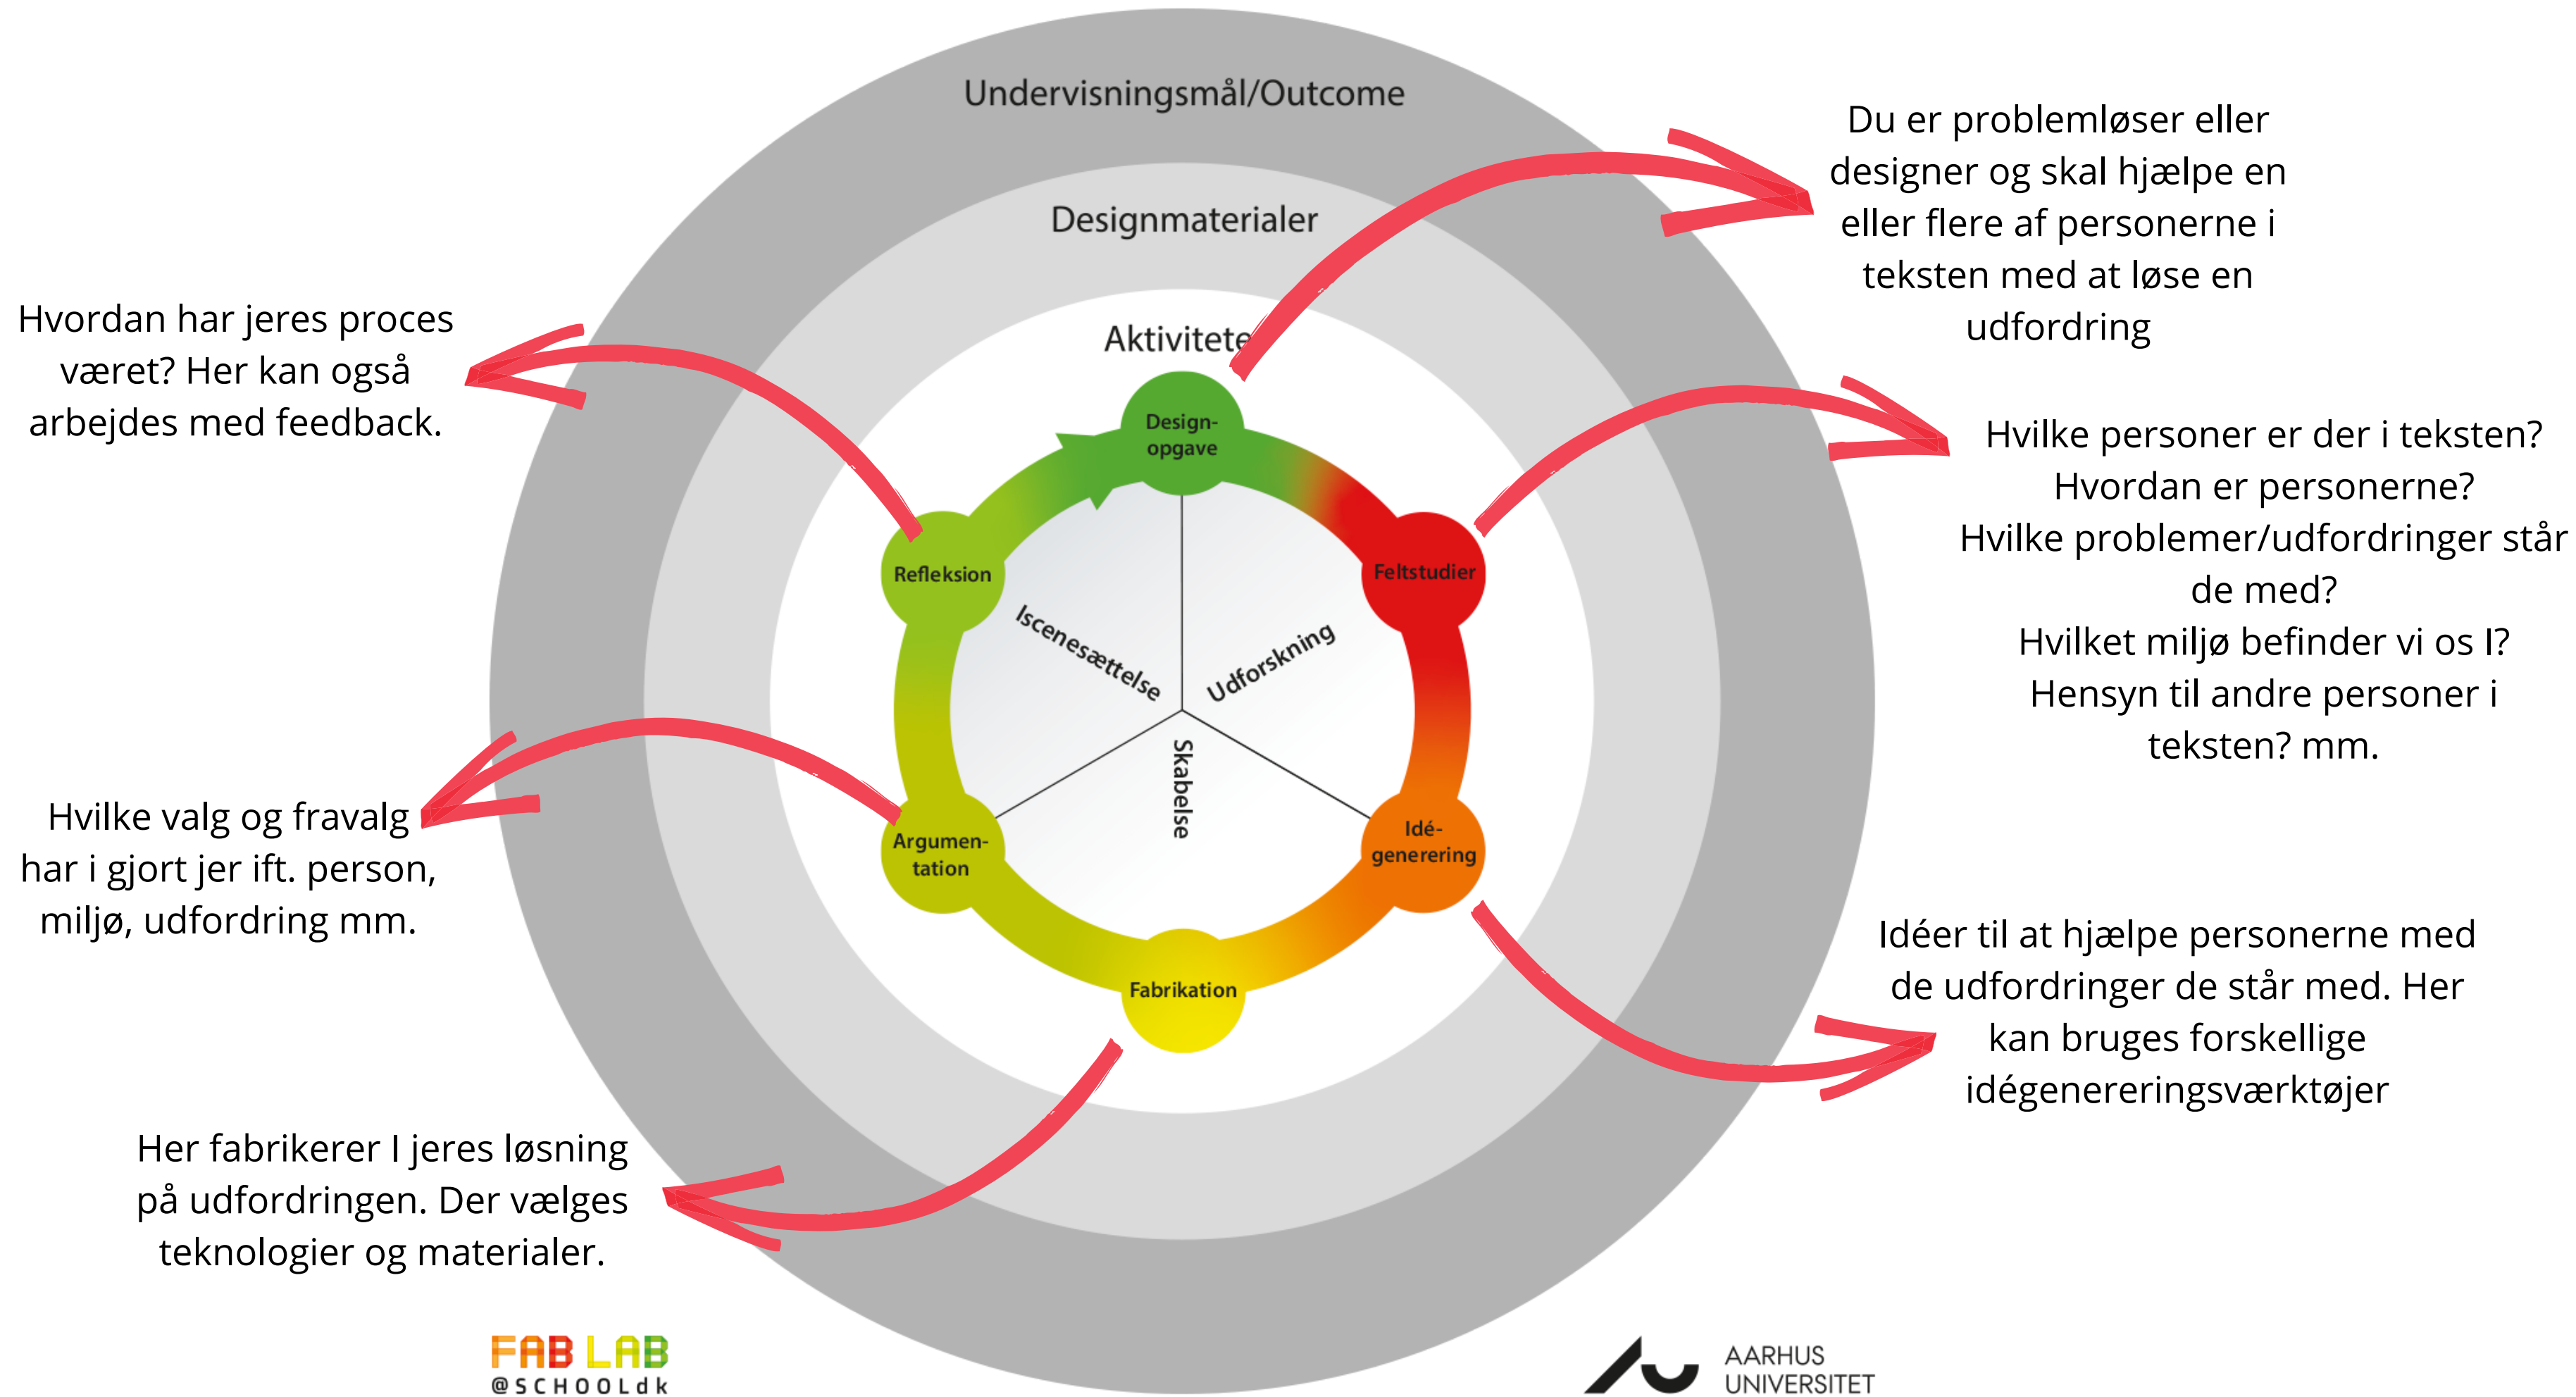 Undervisningsmål/Outcome
Designmaterialer
Aktivitete
Design-
opgave
Feltstudier
Idé-
generering
Fabrikation
Argumen-
tation
Refleksion
Iscenesættelse
Udforskning
Skabelse
Du er problemløser eller
designer og skal hjælpe en
eller flere af personerne i
teksten med at løse en
udfordring
Hvilke personer er der i teksten?
Hvordan er personerne?
Hvilke problemer/udfordringer står
de med?
Hvilket miljø befinder vi os I?
Hensyn til andre personer i
teksten? mm.
Idéer til at hjælpe personerne med
de udfordringer de står med. Her
kan bruges forskellige
idégenereringsværktøjer
Her fabrikerer I jeres løsning
på udfordringen. Der vælges
teknologier og materialer.
Hvilke valg og fravalg
har i gjort jer ift. person,
miljø, udfordring mm.
Hvordan har jeres proces
været? Her kan også
arbejdes med feedback.
FAB LAB
@SCHOOLdk
AARHUS
UNIVERSITET